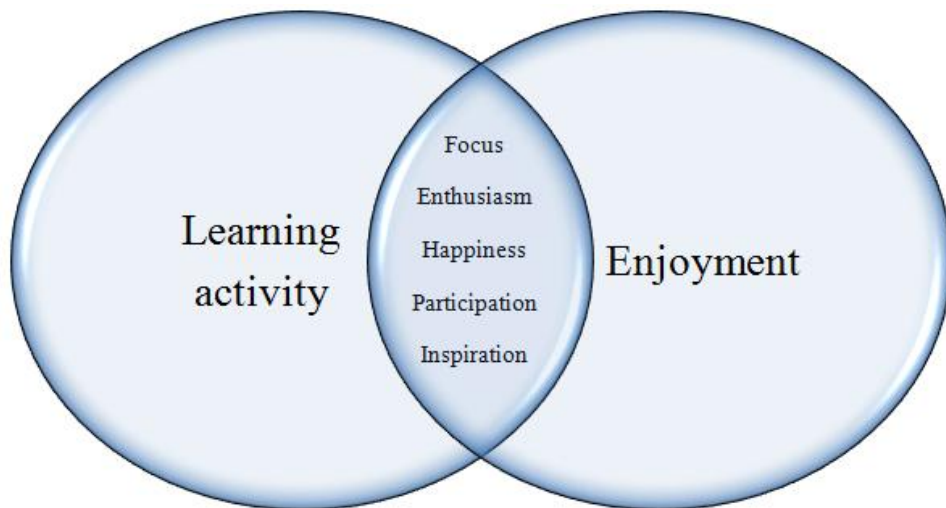 Learning
activity
Focus
Enthusiasm
Happiness
Participation
Inspiration
Enjoyment